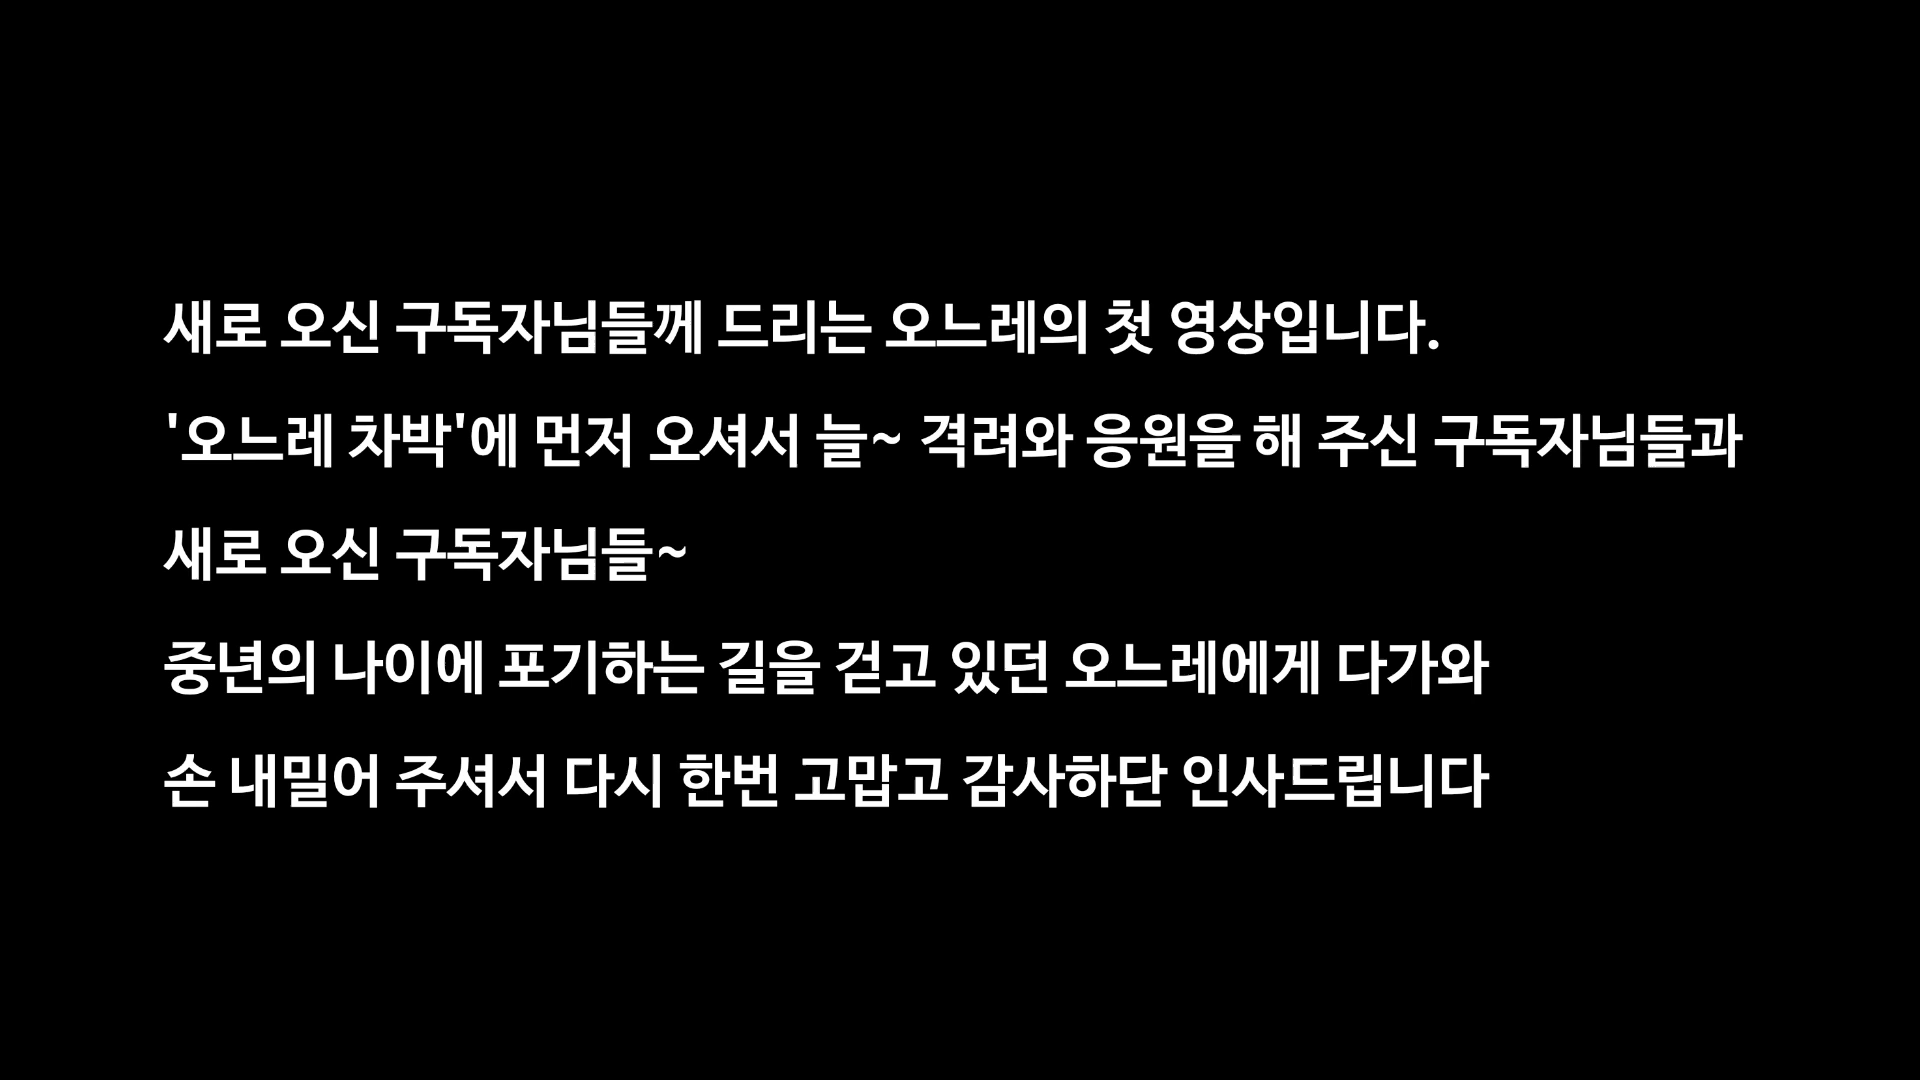 새로 오신 구독자님들께 드리는 오느레의 첫 영상입니다.
'오느레 차박'에 먼저 오셔서 늘~ 격려와 응원을 해 주신 구독자님들과
새로 오신 구독자님들~
중년의 나이에 포기하는 길을 걷고 있던 오느레에게 다가와
손 내밀어 주셔서 다시 한번 고맙고 감사하단 인사드립니다